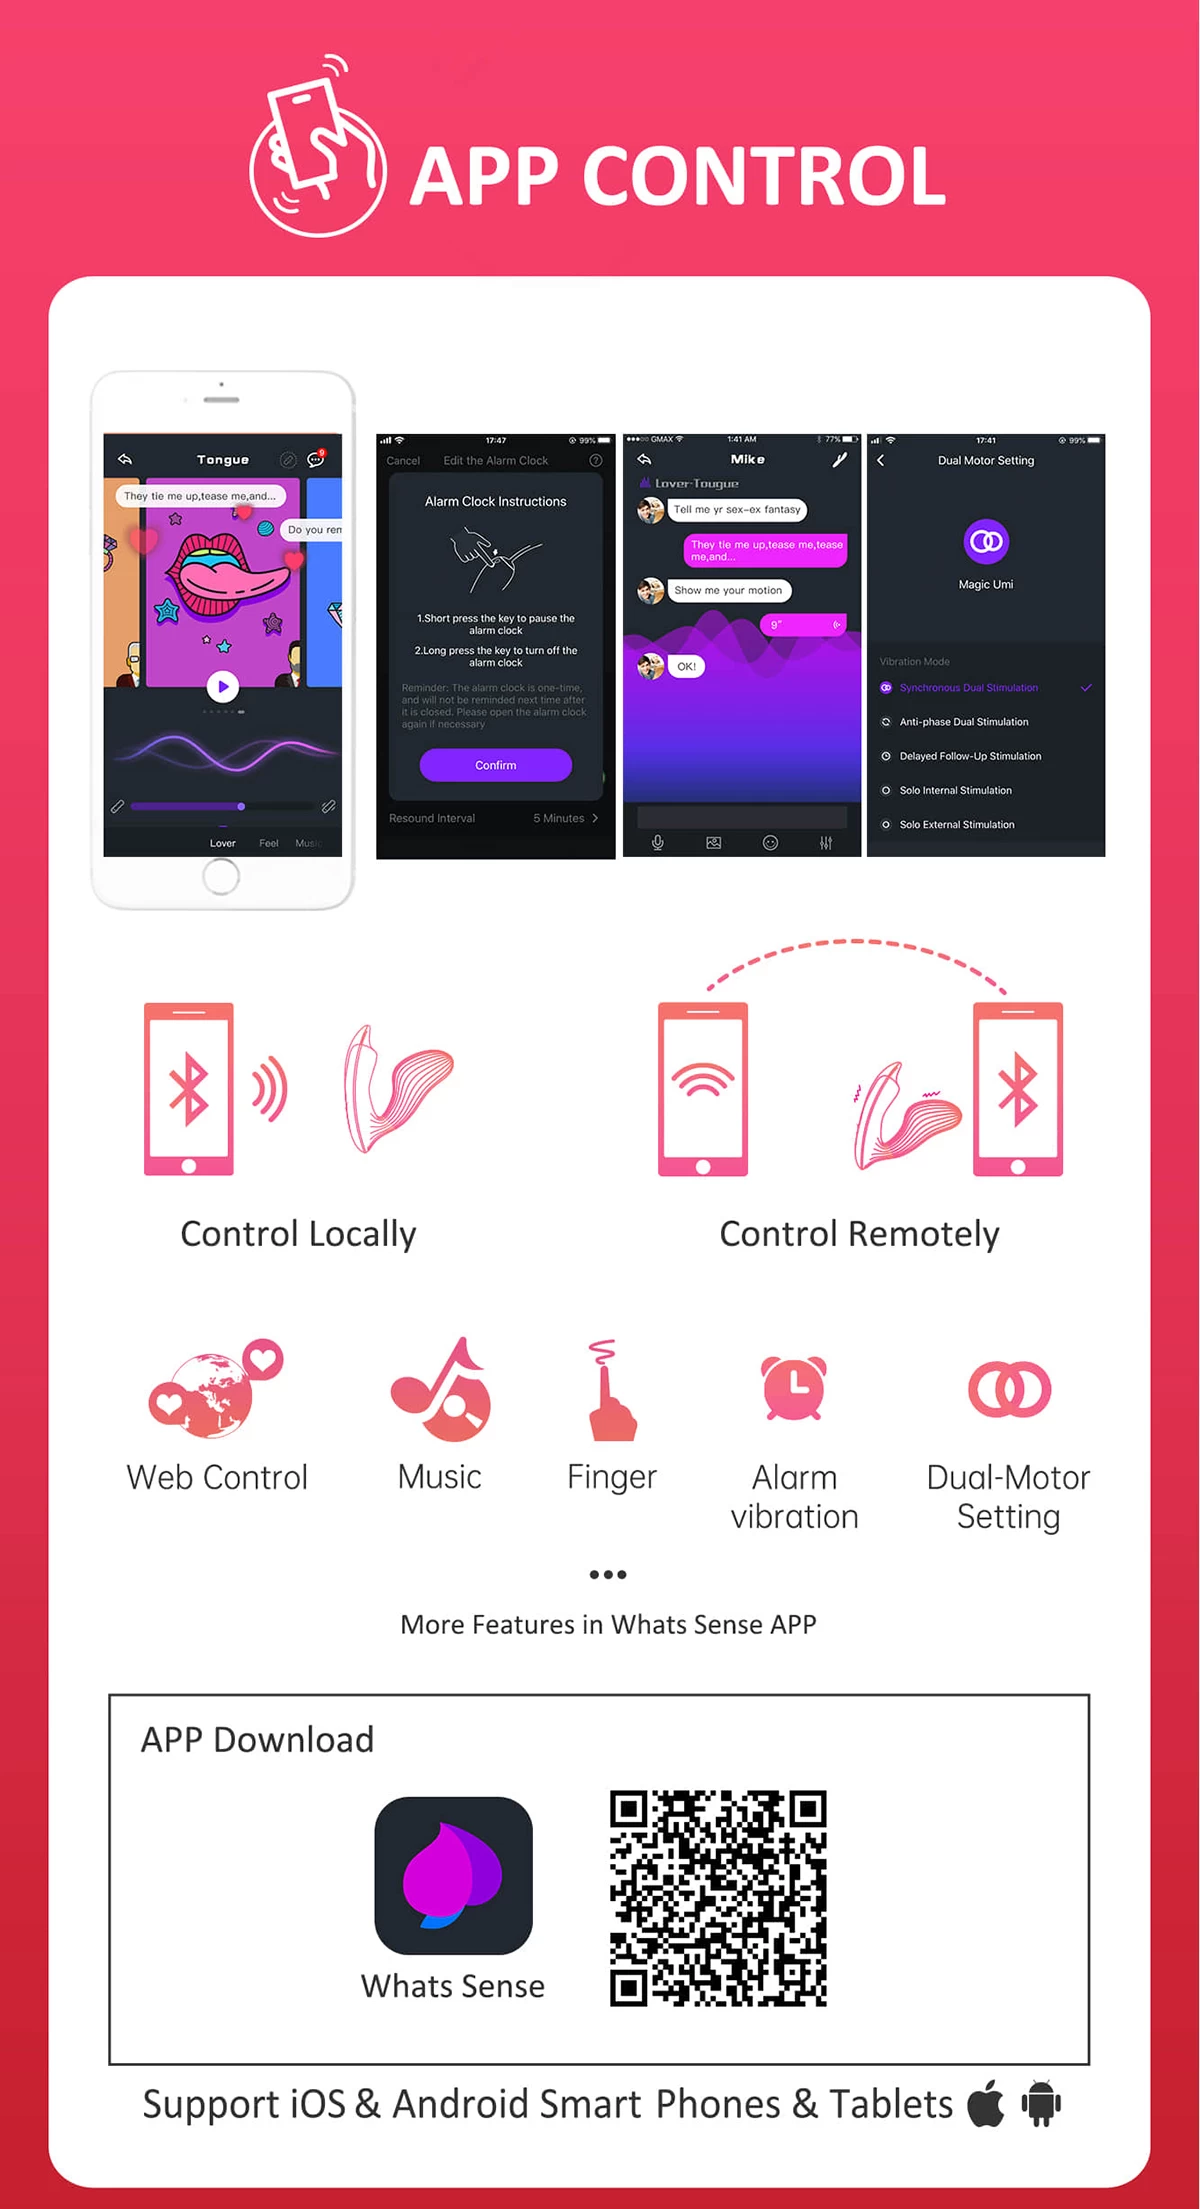 APP CONTROL
Tongue
9
They tie me up,tease me,and...
Do you rem
Lover Feel Music
17:47
99%
Cancel Edit the Alarm Clock ?
Alarm Clock Instructions
1.Short press the key to pause the
alarm clock
2.Long press the key to turn off the
alarm clock
Reminder: The alarm clock is one-time,
and will not be reminded next time after
it is closed. Please open the alarm clock
again if necessary
Confirm
Resound Interval 5 Minutes >
GMAX 1:41 AM 77%
Mike
Lover-Tougue
Tell me yr sex-ex fantasy
They tie me up,tease me,tease
me,and...
Show me your motion
9"
OK!
17:41
99%
Dual Motor Setting
Magic Umi
Vibration Mode
Synchronous Dual Stimulation
Anti-phase Dual Stimulation
Delayed Follow-Up Stimulation
Solo Internal Stimulation
Solo External Stimulation
Control Locally
Control Remotely
Web Control
Music
Finger
Alarm
vibration
Dual-Motor
Setting
•••
More Features in Whats Sense APP
APP Download
Whats Sense
Support iOS & Android Smart Phones & Tablets